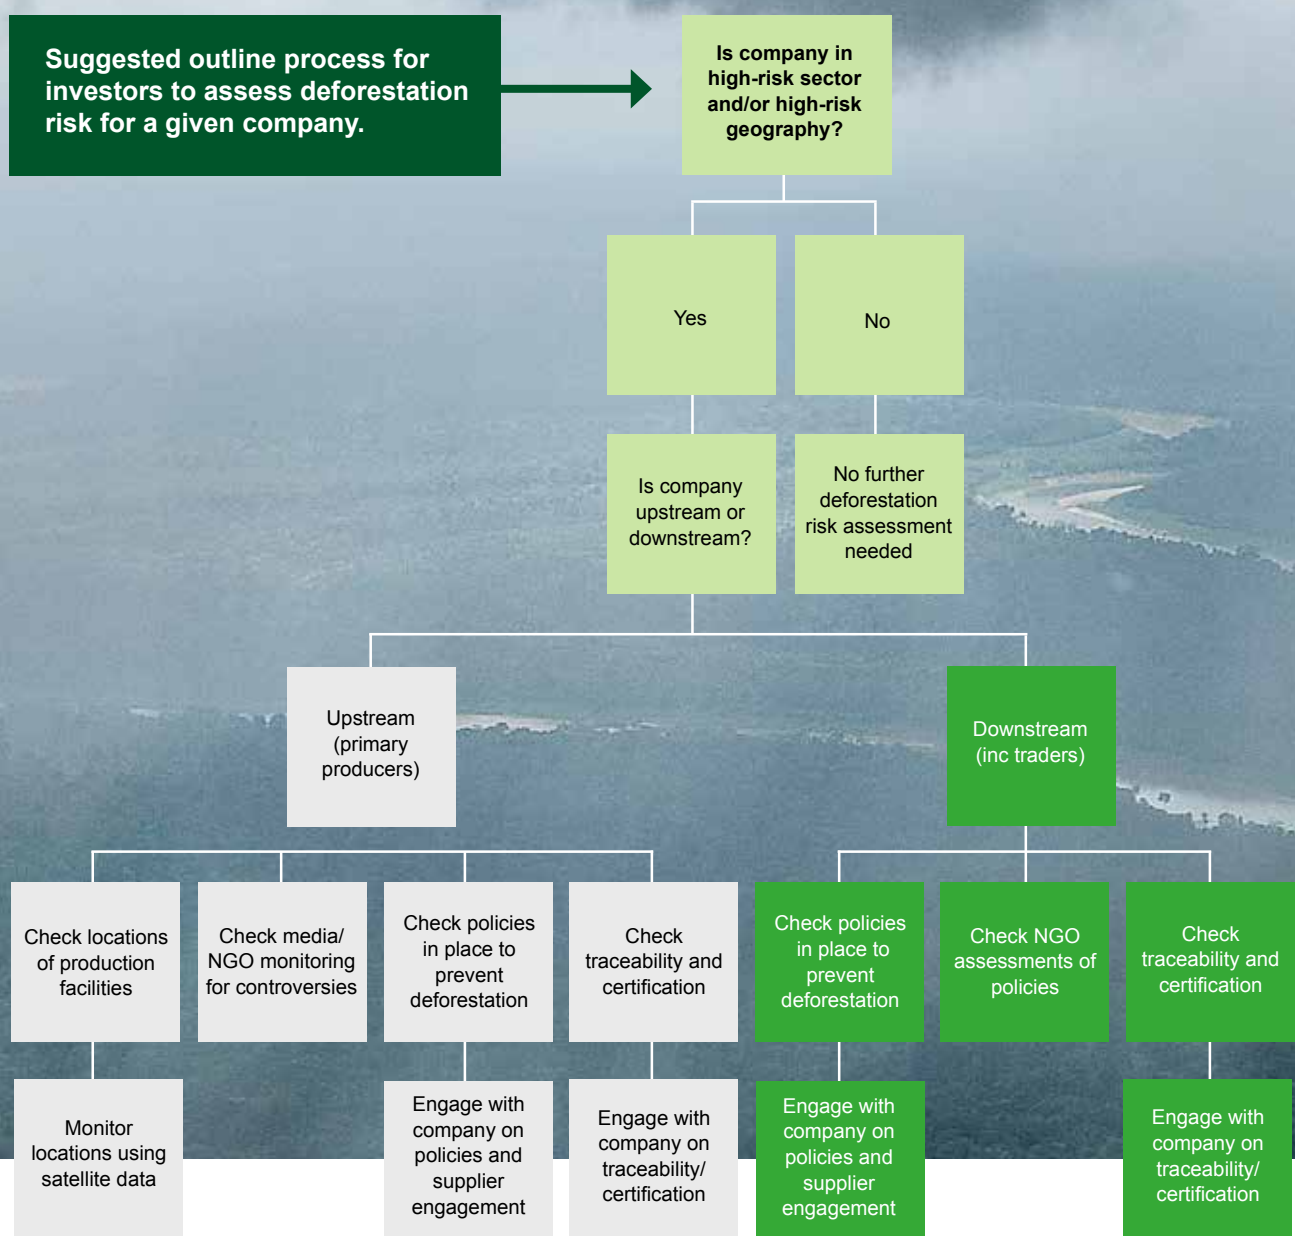 Suggested outline process for
investors to assess deforestation
risk for a given company.
Is company in
high-risk sector
and/or high-risk
geography?
Yes
No
Is company
upstream or
downstream?
No further
deforestation
risk assessment
needed
Upstream
(primary
producers)
Downstream
(inc traders)
Check locations
of production
facilities
Check media/
NGO monitoring
for controversies
Check policies
in place to
prevent
deforestation
Check
traceability and
certification
Check policies
in place to
prevent
deforestation
Check NGO
assessments of
policies
Check
traceability and
certification
Monitor
locations using
satellite data
Engage with
company on
policies and
supplier
engagement
Engage with
company on
traceability/
certification
Engage with
company on
policies and
supplier
engagement
Engage with
company on
traceability/
certification